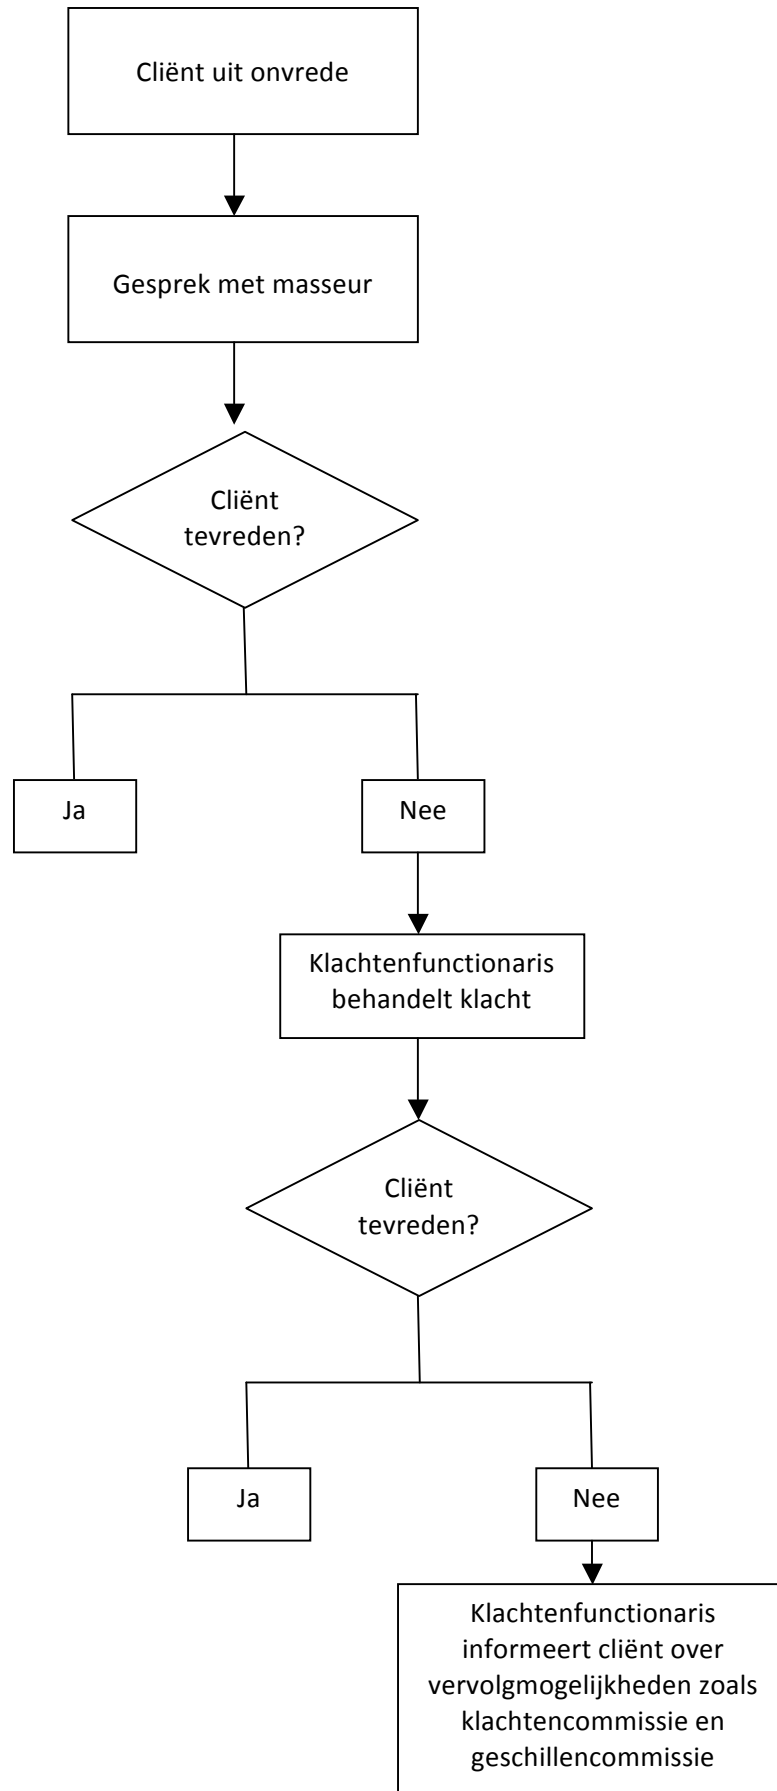 Cliënt uit onvrede
Gesprek met masseur
Cliënt
tevreden?
Ja
Nee
Klachtenfunctionaris
behandelt klacht
Cliënt
tevreden?
Ja
Nee
Klachtenfunctionaris
informeert cliënt over
vervolgmogelijkheden zoals
klachtencommissie en
geschillencommissie